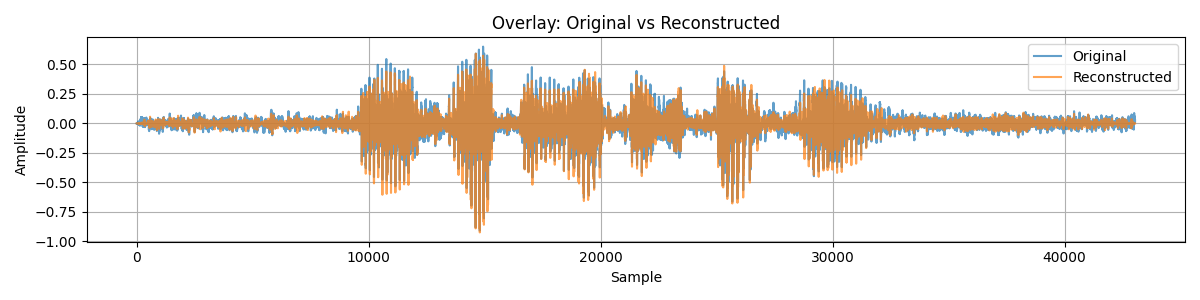 Overlay: Original vs Reconstructed
Original
Reconstructed
Amplitude
0.50
0.25
0.00
−0.25
−0.50
−0.75
−1.00
0
10000
20000
30000
40000
Sample